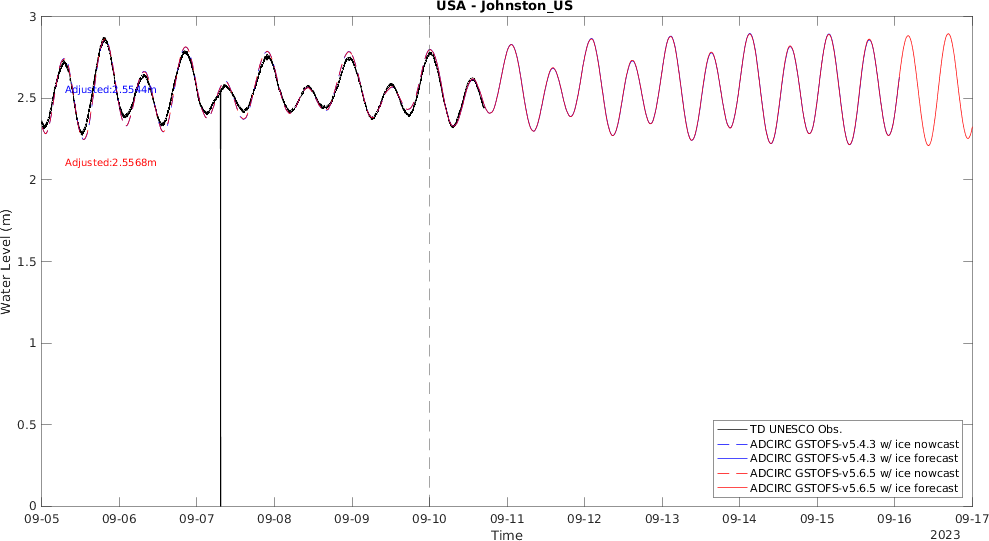 USA - Johnston_US
3
2.5
2
1.5
1
0.5
0
Water Level (m)
Adjusted:2.5544m
Adjusted:2.5568m
TD UNESCO Obs.
ADCIRC GSTOFS-v5.4.3 w/ ice nowcast
ADCIRC GSTOFS-v5.4.3 w/ ice forecast
ADCIRC GSTOFS-v5.6.5 w/ ice nowcast
ADCIRC GSTOFS-v5.6.5 w/ ice forecast
09-05 09-06 09-07 09-08 09-09 09-10 09-11 09-12 09-13 09-14 09-15 09-16 09-17
Time
2023